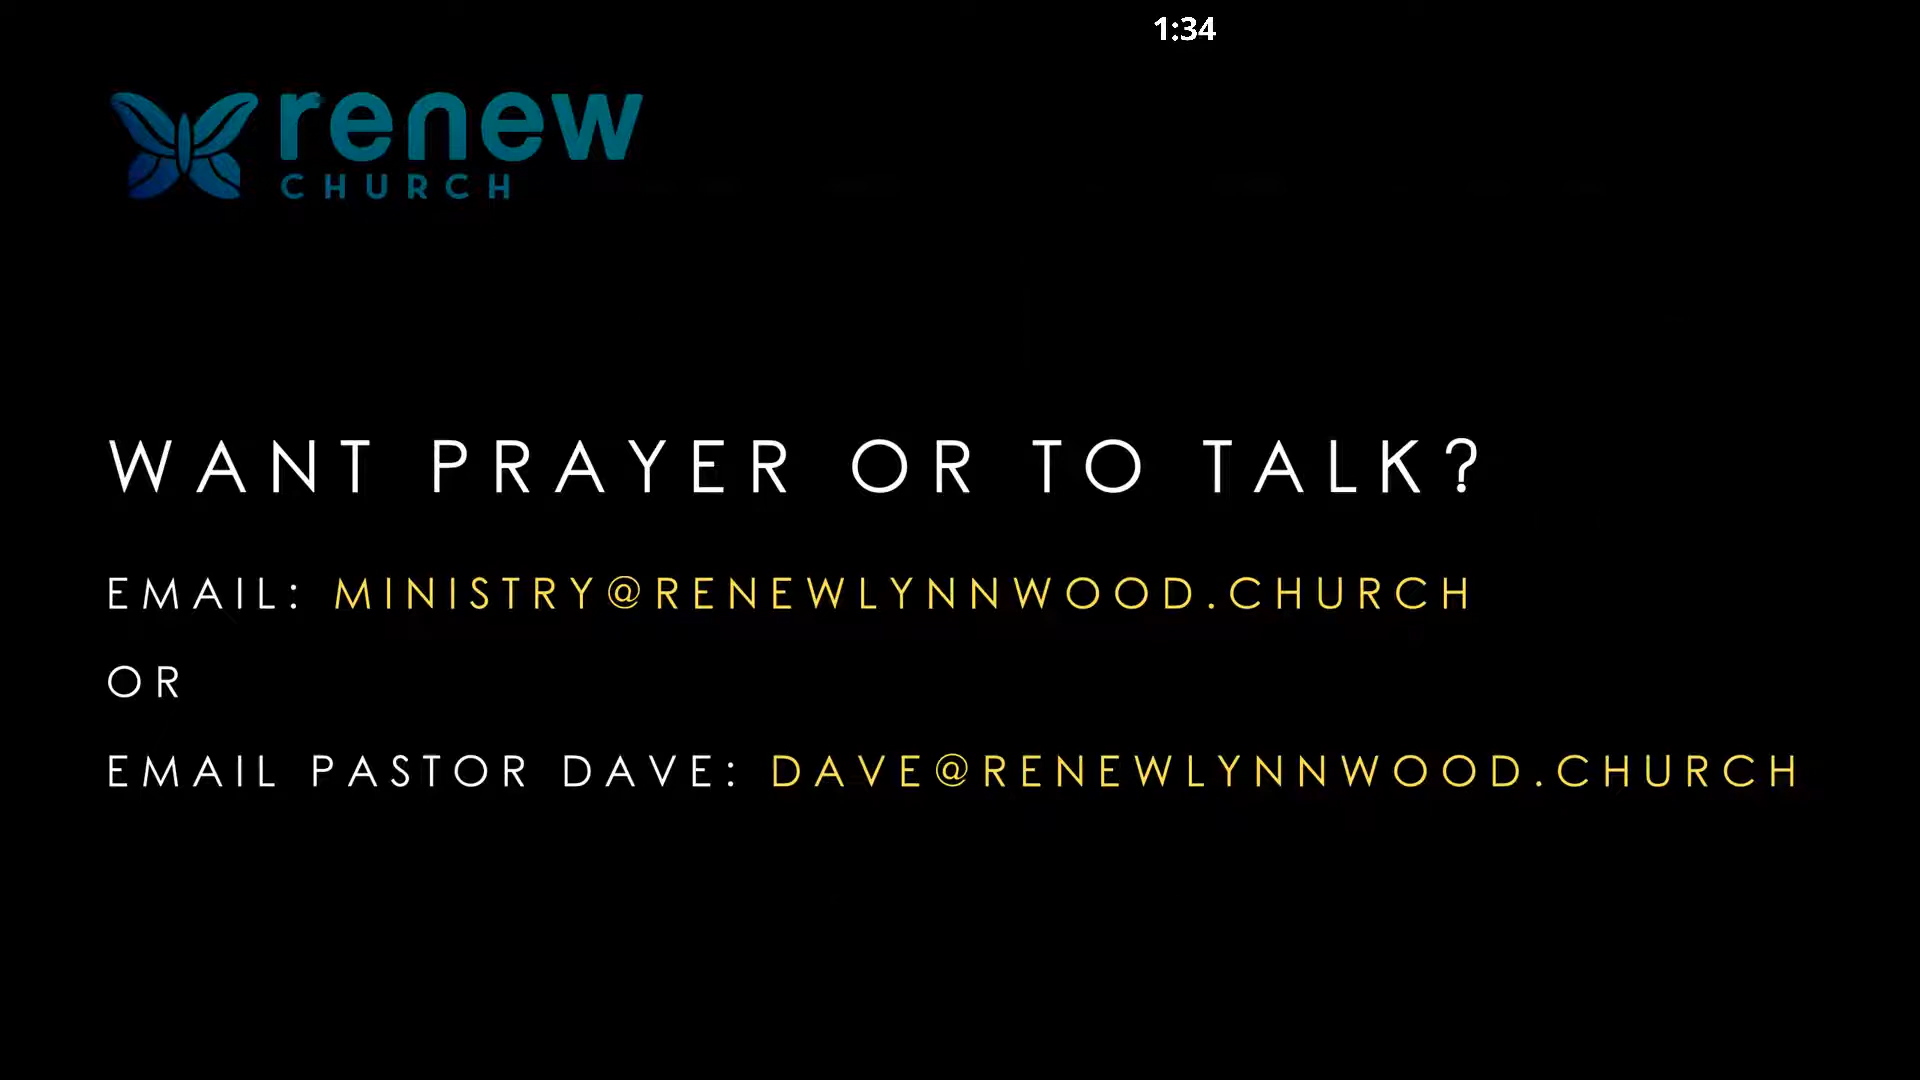 1:34
renew
CHURCH
WANT PRAYER OR TO TALK?
EMAIL: MINISTRY@RENEWLYNNWOOD.CHURCH
OR
EMAIL PASTOR DAVE: DAVE@RENEWLYNNWOOD.CHURCH